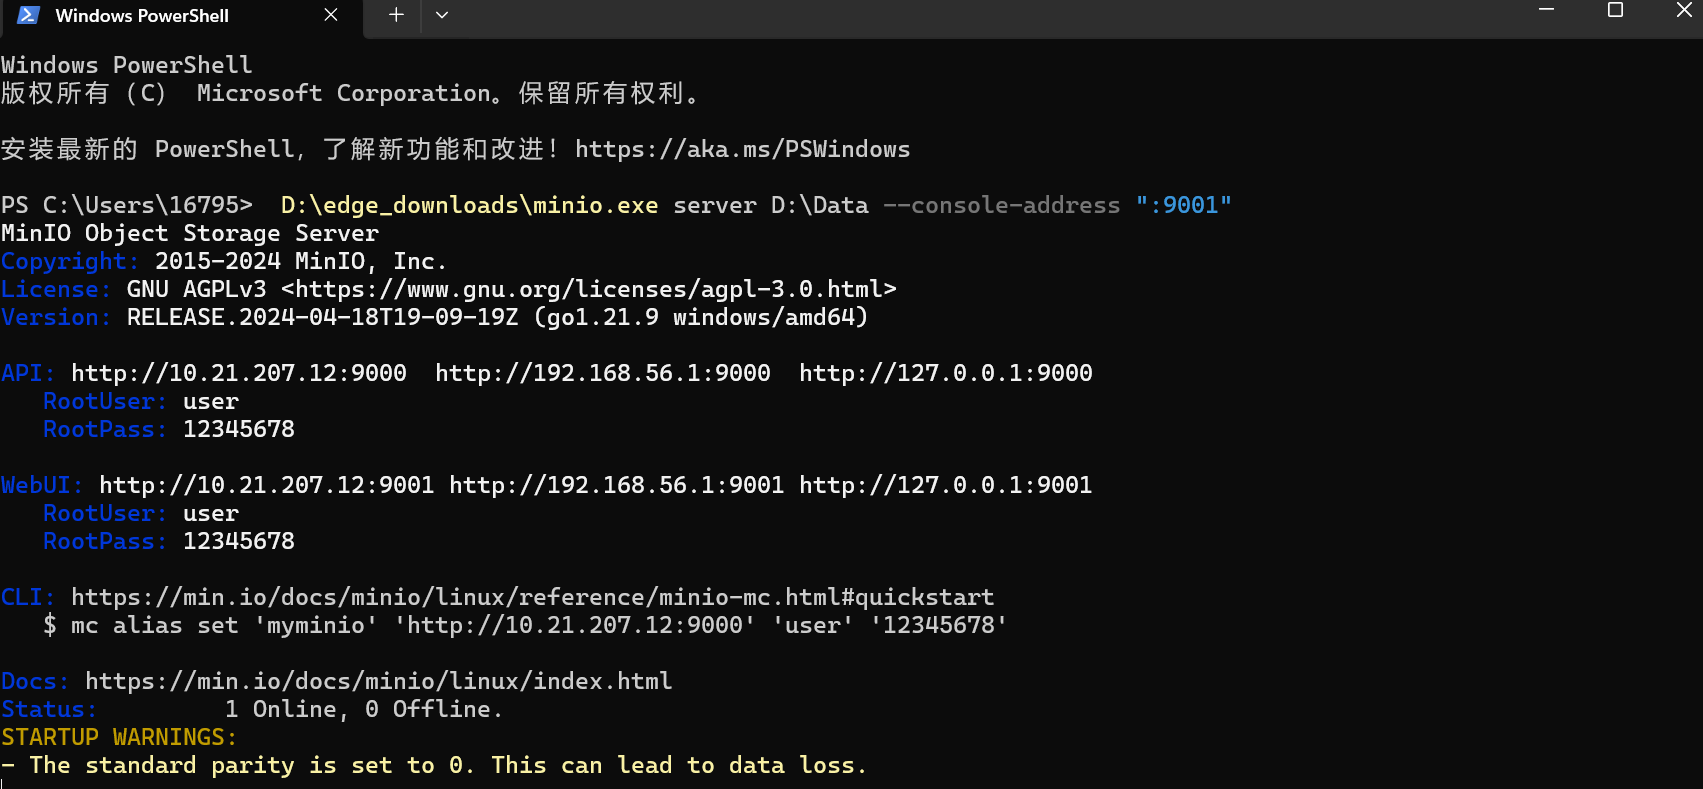 Windows PowerShell
Windows PowerShell
版权所有（C） Microsoft Corporation。保留所有权利。
安装最新的 PowerShell，了解新功能和改进！https://aka.ms/PSWindows
PS C:\Users\16795>  D:\edge_downloads\minio.exe server D:\Data --console-address ":9001"
MinIO Object Storage Server
Copyright: 2015-2024 MinIO, Inc.
License: GNU AGPLv3 <https://www.gnu.org/licenses/agpl-3.0.html>
Version: RELEASE.2024-04-18T19-09-19Z (go1.21.9 windows/amd64)
API: http://10.21.207.12:9000  http://192.168.56.1:9000  http://127.0.0.1:9000
   RootUser: user
   RootPass: 12345678
WebUI: http://10.21.207.12:9001 http://192.168.56.1:9001 http://127.0.0.1:9001
   RootUser: user
   RootPass: 12345678
CLI: https://min.io/docs/minio/linux/reference/minio-mc.html#quickstart
   $ mc alias set 'myminio' 'http://10.21.207.12:9000' 'user' '12345678'
Docs: https://min.io/docs/minio/linux/index.html
Status:         1 Online, 0 Offline.
STARTUP WARNINGS:
- The standard parity is set to 0. This can lead to data loss.